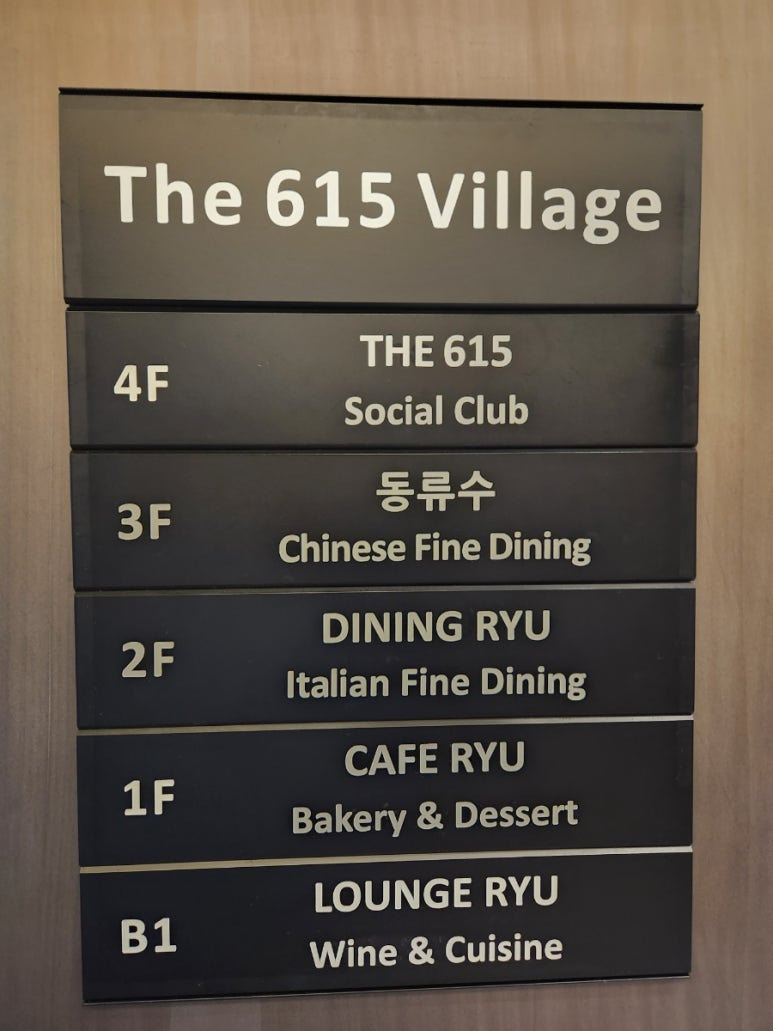 The 615 Village
4F
THE 615
Social Club
3F
동류수
Chinese Fine Dining
2F
DINING RYU
Italian Fine Dining
1F
CAFE RYU
Bakery & Dessert
B1
LOUNGE RYU
Wine & Cuisine